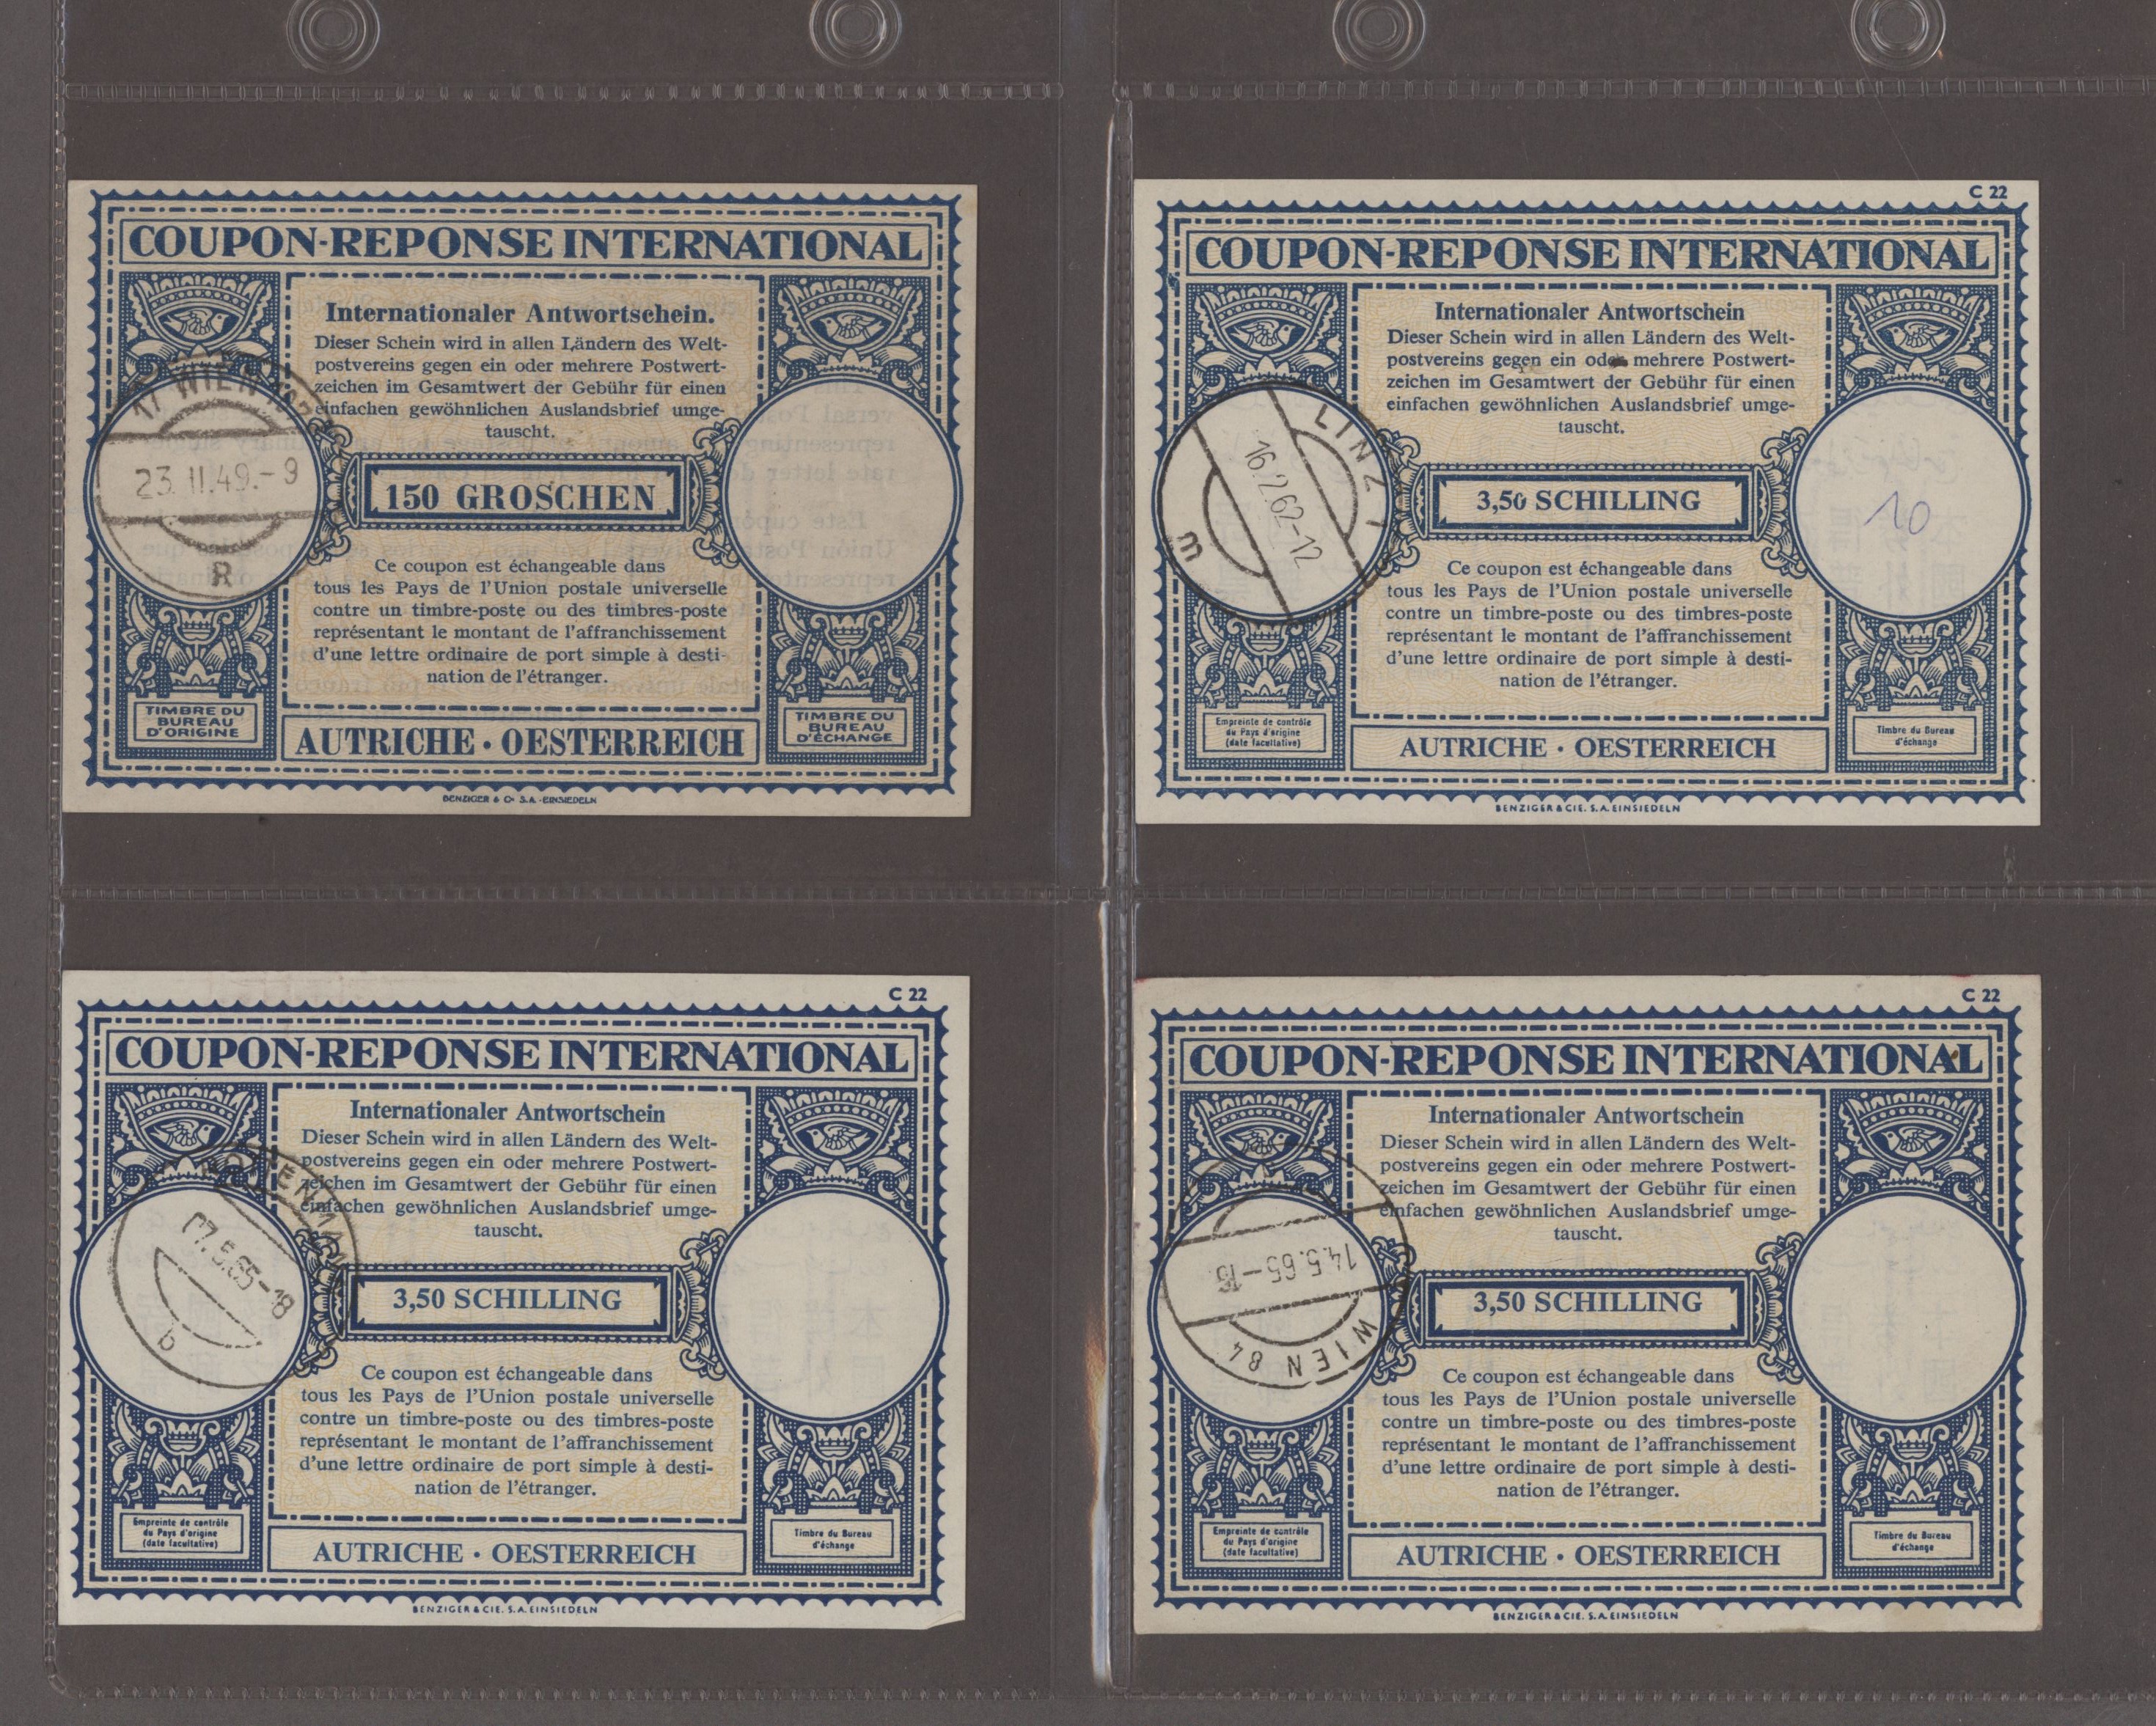 COUPON-REPONSE INTERNATIONAL
Internationaler Antwortschein.
Dieser Schein wird in allen Ländern des Welt-
postvereins gegen ein oder mehrere Postwert-
zeichen im Gesamtwert der Gebühr für einen
einfachen gewöhnlichen Auslandsbrief umge-
tauscht.
WIEN
23.II.49.-9
R
150 GROSCHEN
Ce coupon est échangeable dans
tous les Pays de l'Union postale universelle
contre un timbre-poste ou des timbres-poste
représentant le montant de l'affranchissement
d'une lettre ordinaire de port simple à desti-
nation de l'étranger.
TIMBRE DU
BUREAU
D'ORIGINE
TIMBRE DU
BUREAU
D'ÉCHANGE
AUTRICHE · OESTERREICH
BENZIGER & Co S.A. - EINSIEDELN
C 22
COUPON-REPONSE INTERNATIONAL
Internationaler Antwortschein
Dieser Schein wird in allen Ländern des Welt-
postvereins gegen ein oder mehrere Postwert-
zeichen im Gesamtwert der Gebühr für einen
einfachen gewöhnlichen Auslandsbrief umge-
tauscht.
LINZ 1
16.2.62-12
m
3,50 SCHILLING
10
Ce coupon est échangeable dans
tous les Pays de l'Union postale universelle
contre un timbre-poste ou des timbres-poste
représentant le montant de l'affranchissement
d'une lettre ordinaire de port simple à desti-
nation de l'étranger.
Empreinte de contrôle
du Pays d'origine
(date facultative)
Timbre du Bureau
d'échange
AUTRICHE · OESTERREICH
BENZIGER & CIE. S.A. EINSIEDELN
C 22
COUPON-REPONSE INTERNATIONAL
Internationaler Antwortschein
Dieser Schein wird in allen Ländern des Welt-
postvereins gegen ein oder mehrere Postwert-
zeichen im Gesamtwert der Gebühr für einen
einfachen gewöhnlichen Auslandsbrief umge-
tauscht.
07.5.65-18
b
3,50 SCHILLING
Ce coupon est échangeable dans
tous les Pays de l'Union postale universelle
contre un timbre-poste ou des timbres-poste
représentant le montant de l'affranchissement
d'une lettre ordinaire de port simple à desti-
nation de l'étranger.
Empreinte de contrôle
du Pays d'origine
(date facultative)
Timbre du Bureau
d'échange
AUTRICHE · OESTERREICH
BENZIGER & CIE. S.A. EINSIEDELN
C 22
COUPON-REPONSE INTERNATIONAL
Internationaler Antwortschein
Dieser Schein wird in allen Ländern des Welt-
postvereins gegen ein oder mehrere Postwert-
zeichen im Gesamtwert der Gebühr für einen
einfachen gewöhnlichen Auslandsbrief umge-
tauscht.
14.5.65-
WIEN 84
3,50 SCHILLING
Ce coupon est échangeable dans
tous les Pays de l'Union postale universelle
contre un timbre-poste ou des timbres-poste
représentant le montant de l'affranchissement
d'une lettre ordinaire de port simple à desti-
nation de l'étranger.
Empreinte de contrôle
du Pays d'origine
(date facultative)
Timbre du Bureau
d'échange
AUTRICHE · OESTERREICH
BENZIGER & CIE. S.A. EINSIEDELN